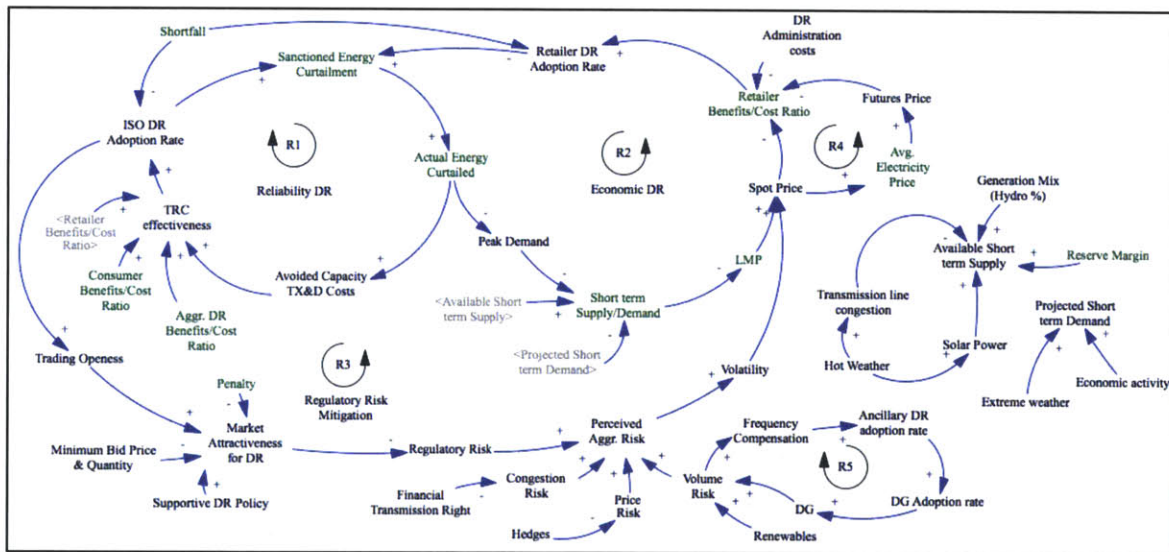 Shortfall
Sanctioned Energy
Curtailment
Retailer DR
Adoption Rate
DR
Administration
costs
Retailer
Benefits/Cost Ratio
Futures Price
ISO DR
Adoption Rate
R1
Reliability DR
Actual Energy
Curtailed
R2
Economic DR
R4
Avg.
Electricity
Price
Spot Price
Generation Mix
(Hydro %)
<Retailer
Benefits/Cost
Ratio>
TRC
effectiveness
Peak Demand
LMP
Available Short
term Supply
Reserve Margin
Consumer
Benefits/Cost
Ratio
Avoided Capacity
TX&D Costs
<Available Short
term Supply>
Short term
Supply/Demand
Transmission line
congestion
Projected Short
term Demand
Aggr. DR
Benefits/Cost
Ratio
Trading Openess
R3
Regulatory Risk
Mitigation
<Projected Short
term Demand>
Volatility
Hot Weather
Solar Power
Economic activity
Extreme weather
Penalty
Market
Attractiveness
for DR
Minimum Bid Price
& Quantity
Supportive DR Policy
Regulatory Risk
Perceived
Aggr. Risk
Frequency
Compensation
Ancillary DR
adoption rate
R5
Financial
Transmission Right
Congestion
Risk
Price
Risk
Hedges
Volume
Risk
DG
DG Adoption rate
Renewables